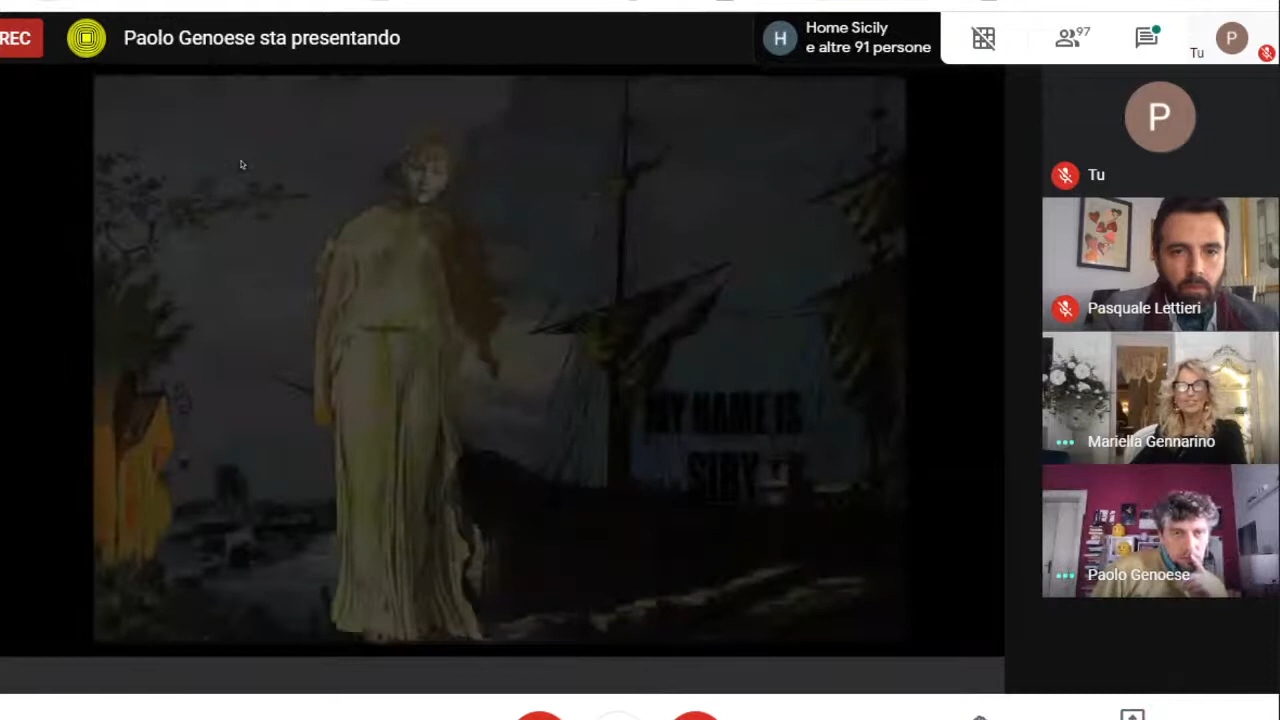 REC
Paolo Genoese sta presentando
H
Home Sicily
e altre 91 persone
97
Tu
P
P
Tu
Pasquale Lettieri
Mariella Gennarino
Paolo Genoese
MY NAME IS